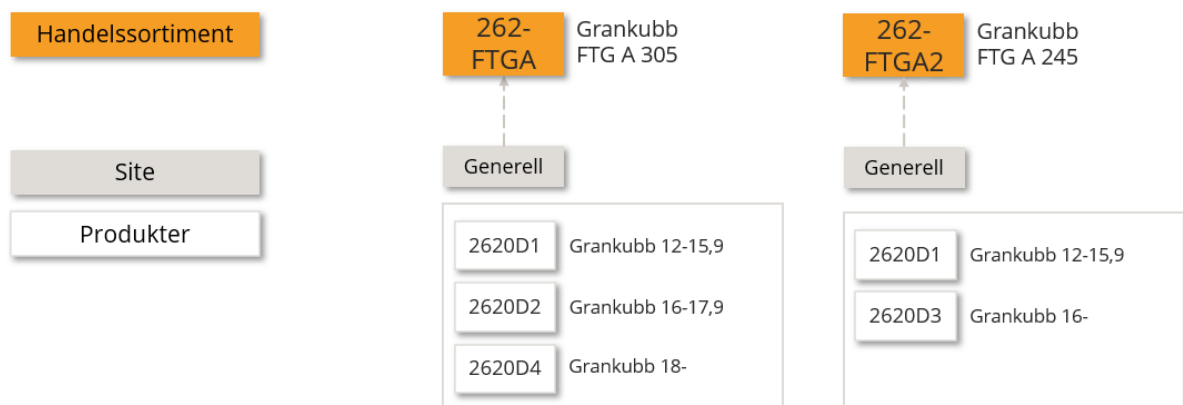 Handelssortiment
262-
FTGA
Grankubb
FTG A 305
262-
FTGA2
Grankubb
FTG A 245
Site
Generell
Generell
Produkter
2620D1
Grankubb 12-15,9
2620D2
Grankubb 16-17,9
2620D4
Grankubb 18-
2620D1
Grankubb 12-15,9
2620D3
Grankubb 16-